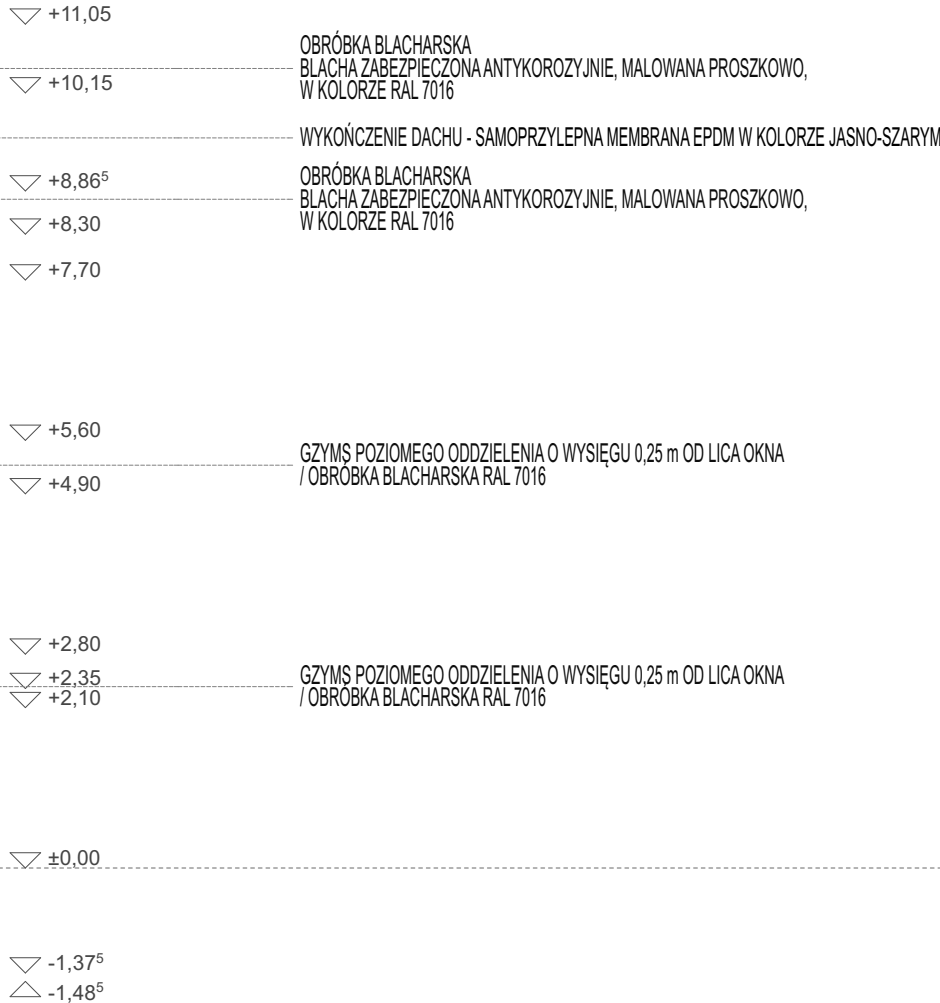 +11,05
OBRÓBKA BLACHARSKA
BLACHA ZABEZPIECZONA ANTYKOROZYJNIE, MALOWANA PROSZKOWO,
+10,15
W KOLORZE RAL 7016
WYKOŃCZENIE DACHU - SAMOPRZYLEPNA MEMBRANA EPDM W KOLORZE JASNO-SZARYM
+8,86⁵
OBRÓBKA BLACHARSKA
BLACHA ZABEZPIECZONA ANTYKOROZYJNIE, MALOWANA PROSZKOWO,
+8,30
W KOLORZE RAL 7016
+7,70
+5,60
GZYMS POZIOMEGO ODDZIELENIA O WYSIĘGU 0,25 m OD LICA OKNA
/ OBRÓBKA BLACHARSKA RAL 7016
+4,90
+2,80
+2,35
GZYMS POZIOMEGO ODDZIELENIA O WYSIĘGU 0,25 m OD LICA OKNA
+2,10
/ OBRÓBKA BLACHARSKA RAL 7016
±0,00
-1,37⁵
-1,48⁵